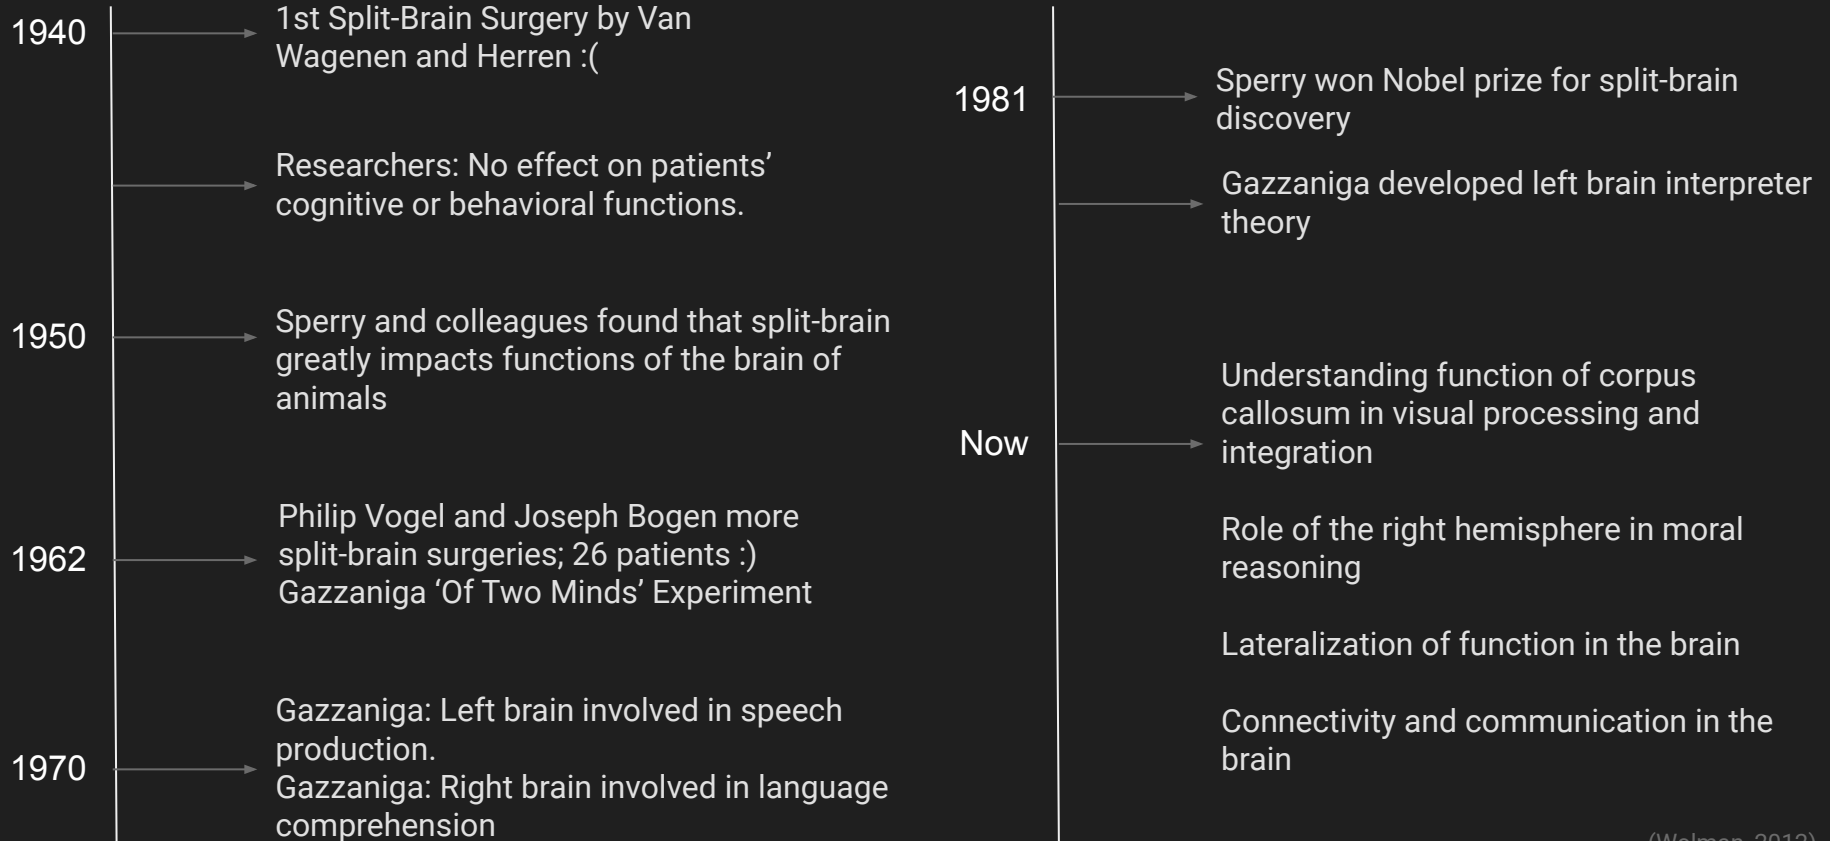 1940
1st Split-Brain Surgery by Van
Wagenen and Herren :(
Researchers: No effect on patients’
cognitive or behavioral functions.
1950
Sperry and colleagues found that split-brain
greatly impacts functions of the brain of
animals
1962
Philip Vogel and Joseph Bogen more
split-brain surgeries; 26 patients :)
Gazzaniga ‘Of Two Minds’ Experiment
1970
Gazzaniga: Left brain involved in speech
production.
Gazzaniga: Right brain involved in language
comprehension
1981
Sperry won Nobel prize for split-brain
discovery
Gazzaniga developed left brain interpreter
theory
Now
Understanding function of corpus
callosum in visual processing and
integration
Role of the right hemisphere in moral
reasoning
Lateralization of function in the brain
Connectivity and communication in the
brain